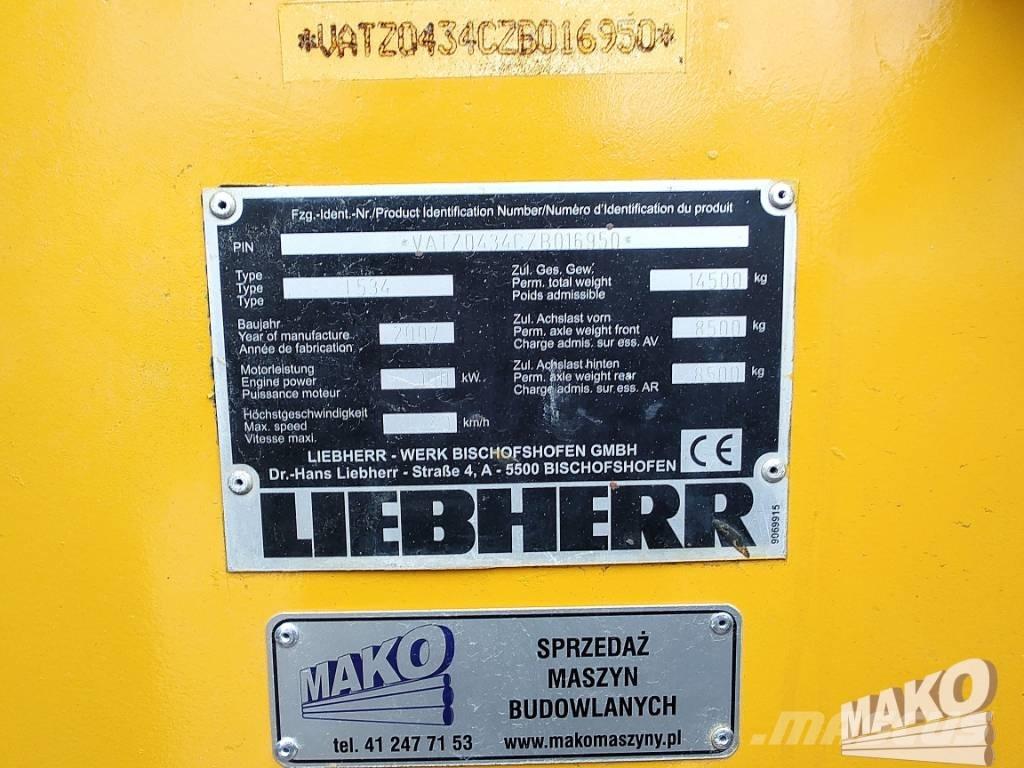 *VATZ0434CZB016950*
Fzg.-Ident.-Nr./Product Identification Number/Numéro d'Identification du produit
PIN *VATZ0434CZB016950*
Type
Type
Type
L534
Zul. Ges. Gew.
Perm. total weight
Poids admissible
14500 kg
Baujahr
Year of manufacture
Année de fabrication
2007
Zul. Achslast vorn
Perm. axle weight front
Charge admis. sur ess. AV
8500 kg
Motorleistung
Engine power
Puissance moteur
kW
Zul. Achslast hinten
Perm. axle weight rear
Charge admis. sur ess. AR
8500 kg
Höchstgeschwindigkeit
Max. speed
Vitesse maxi.
km/h
LIEBHERR - WERK BISCHOFSHOFEN GMBH
Dr.-Hans Liebherr - Straße 4, A - 5500 BISCHOFSHOFEN
CE
LIEBHERR
9069915
MAKO
SPRZEDAŻ
MASZYN
BUDOWLANYCH
tel. 41 247 71 53
www.makomaszyny.pl
MAKO
MASCUS